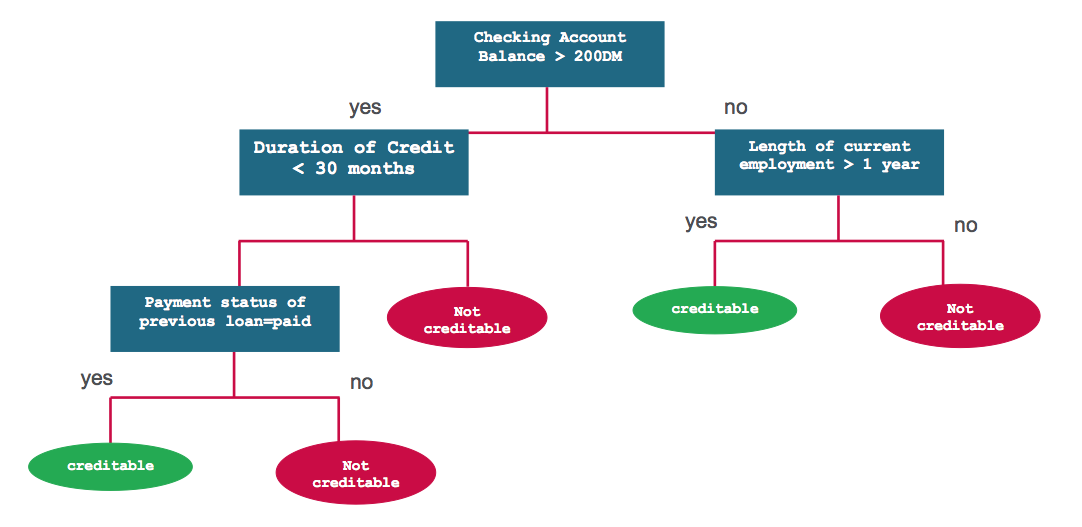 Checking Account
Balance > 200DM
yes
no
Duration of Credit
< 30 months
Length of current
employment > 1 year
yes
no
Payment status of
previous loan=paid
Not
creditable
creditable
Not
creditable
yes
no
creditable
Not
creditable